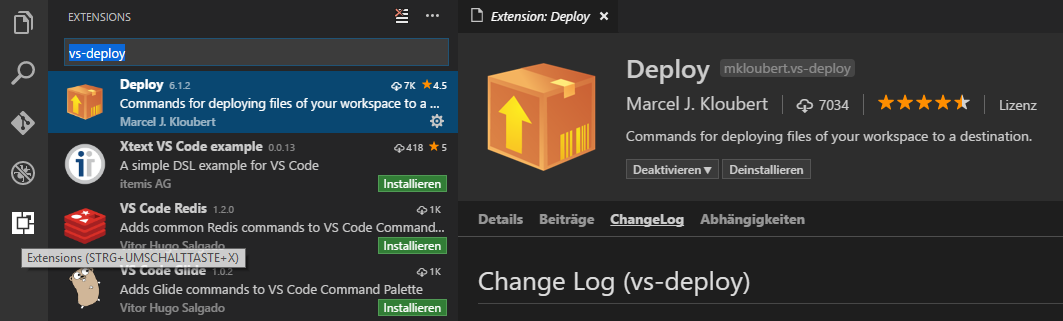 EXTENSIONS
vs-deploy
Deploy 6.1.2 7K 4.5
Commands for deploying files of your workspace to a ...
Marcel J. Kloubert
Xtext VS Code example 0.0.13 418 5
A simple DSL example for VS Code
itemis AG Installieren
VS Code Redis 1.2.0 1K
Adds common Redis commands to VS Code Command...
Vitor Hugo Salgado Installieren
Extensions (STRG+UMSCHALTTASTE+X)
VS Code Glide 1.0.2 1K
Adds Glide commands to VS Code Command Palette
Vitor Hugo Salgado Installieren
Extension: Deploy
Deploy mkloubert.vs-deploy
Marcel J. Kloubert 7034 Lizenz
Commands for deploying files of your workspace to a destination.
Deaktivieren Deinstallieren
Details Beiträge ChangeLog Abhängigkeiten
Change Log (vs-deploy)